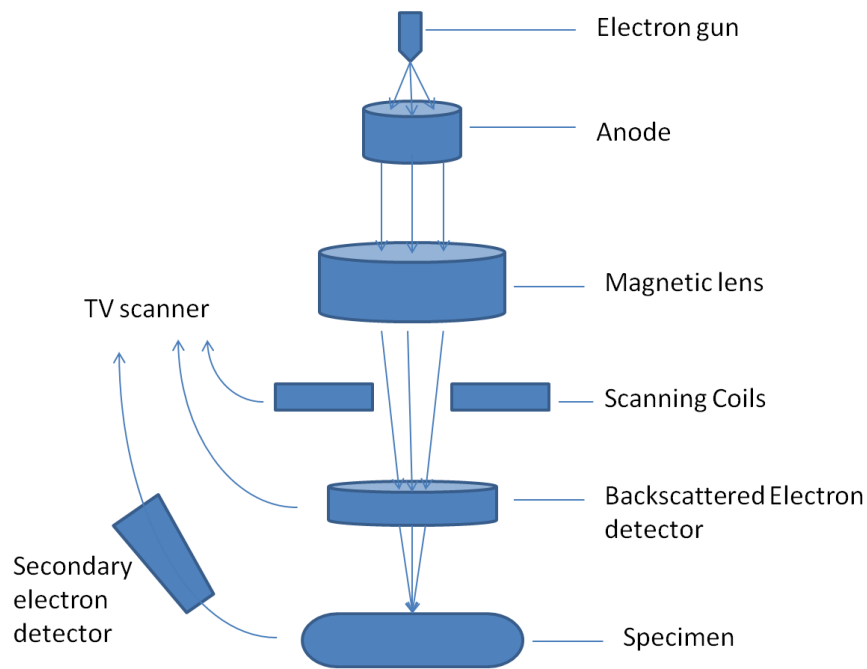 Electron gun
Anode
Magnetic lens
TV scanner
Scanning Coils
Backscattered Electron
detector
Secondary
electron
detector
Specimen